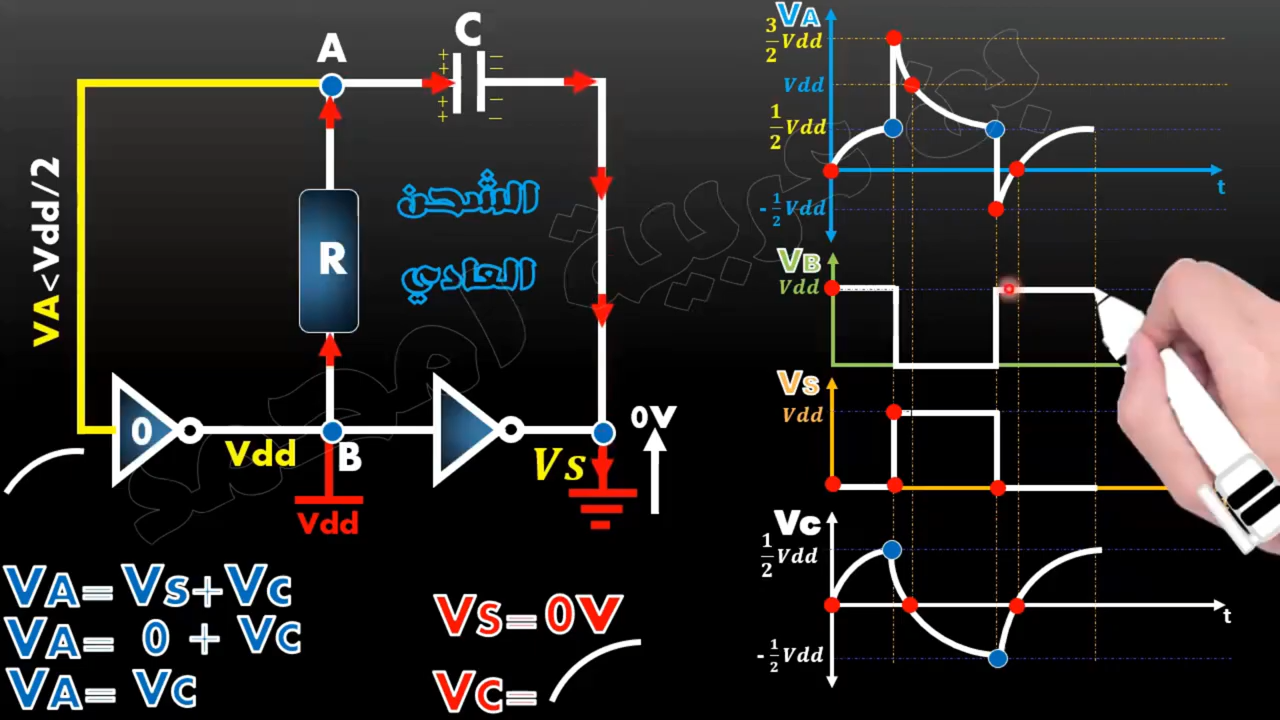 A
C
+ −
+ −
+ −
+ −
VA<Vdd/2
R
الشحن
العادي
0
Vdd
B
Vs
0V
Vdd
VA= Vs+Vc
VA= 0 + Vc
VA= Vc
Vs=0V
Vc=
VA
3/2 Vdd
Vdd
1/2 Vdd
t
-1/2 Vdd
VB
Vdd
Vs
Vdd
Vc
1/2 Vdd
t
-1/2 Vdd